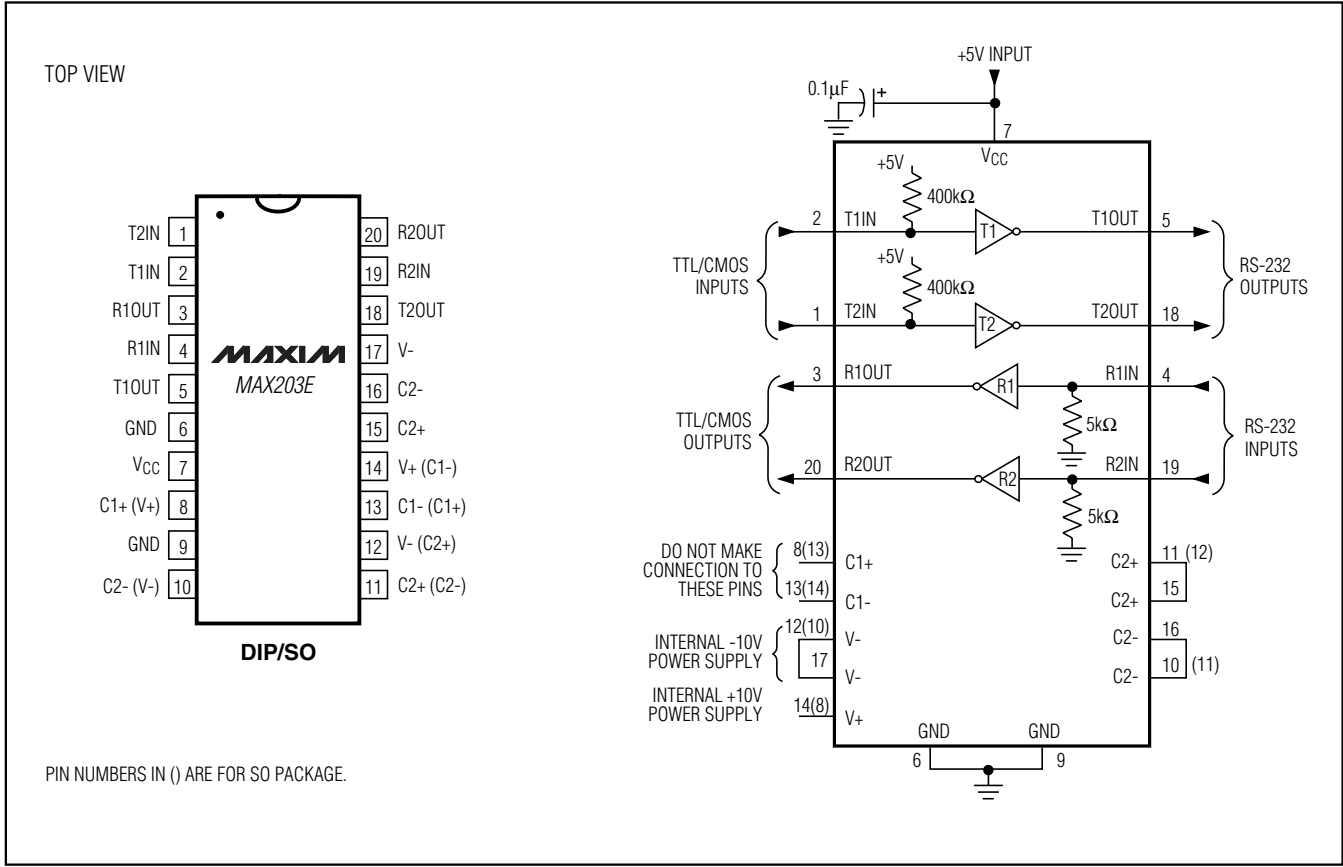 TOP VIEW
T2IN 1
T1IN 2
R1OUT 3
R1IN 4
T1OUT 5
GND 6
VCC 7
C1+ (V+) 8
GND 9
C2- (V-) 10
20 R2OUT
19 R2IN
18 T2OUT
17 V-
16 C2-
15 C2+
14 V+ (C1-)
13 C1- (C1+)
12 V- (C2+)
11 C2+ (C2-)
MAXIM
MAX203E
DIP/SO
PIN NUMBERS IN () ARE FOR SO PACKAGE.
+5V INPUT
0.1µF
+
7
VCC
+5V
400kΩ
2 T1IN
T1
T1OUT 5
+5V
400kΩ
1 T2IN
T2
T2OUT 18
TTL/CMOS
INPUTS
RS-232
OUTPUTS
3 R1OUT
R1
R1IN 4
5kΩ
20 R2OUT
R2
R2IN 19
5kΩ
TTL/CMOS
OUTPUTS
RS-232
INPUTS
DO NOT MAKE
CONNECTION TO
THESE PINS
8(13) C1+
13(14) C1-
INTERNAL -10V
POWER SUPPLY
12(10) V-
17 V-
INTERNAL +10V
POWER SUPPLY
14(8) V+
C2+ 11 (12)
C2+ 15
C2- 16
C2- 10 (11)
GND GND
6 9